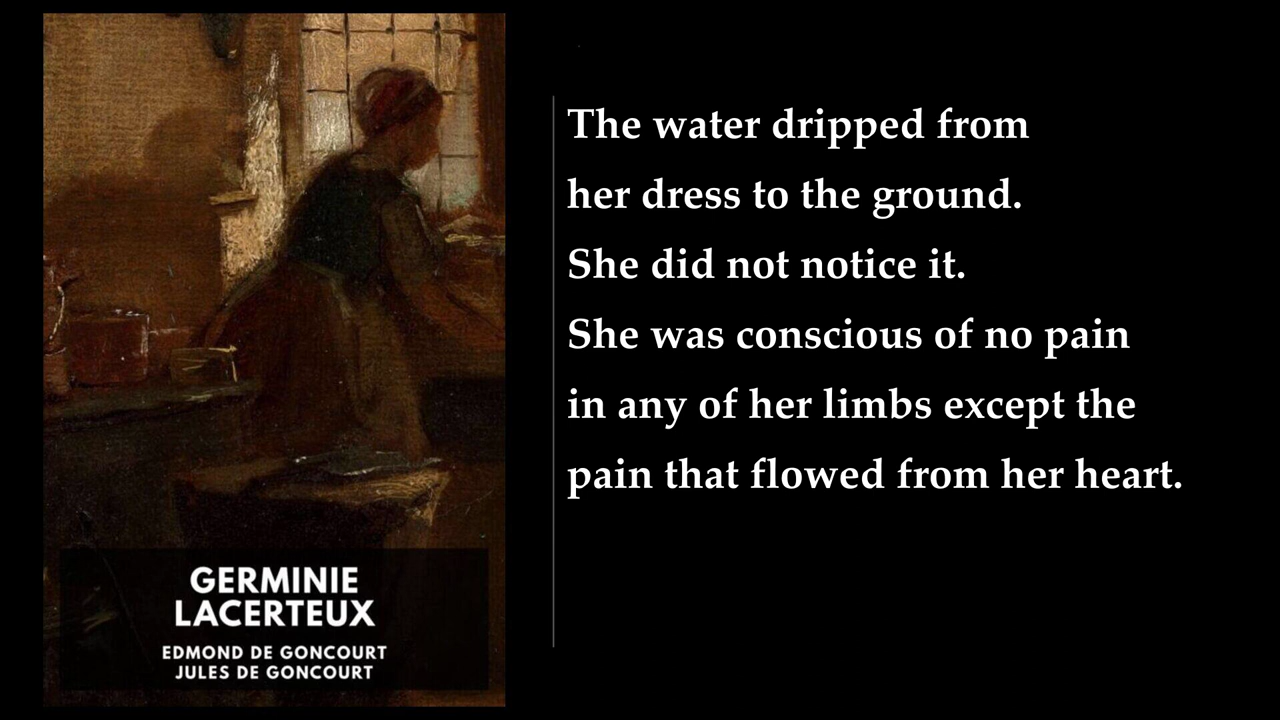 The water dripped from
her dress to the ground.
She did not notice it.
She was conscious of no pain
in any of her limbs except the
pain that flowed from her heart.
GERMINIE
LACERTEUX
EDMOND DE GONCOURT
JULES DE GONCOURT